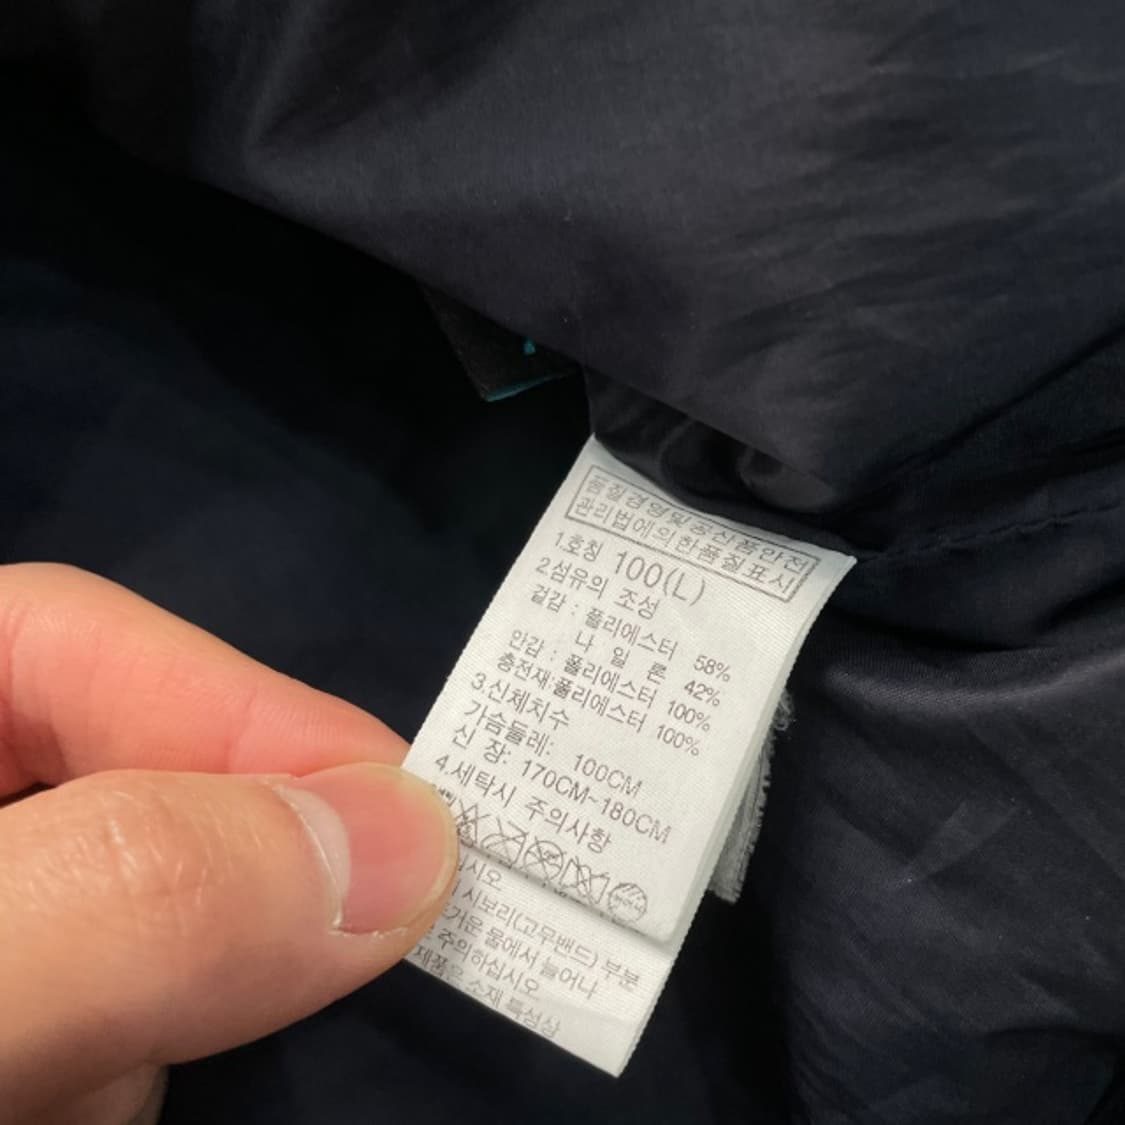 품질경영및공산품안전
관리법에의한품질표시
1.호칭 100(L)
2.섬유의 조성
겉감 : 폴리에스터 58%
나 일 론 42%
안감 : 폴리에스터 100%
충전재:폴리에스터 100%
3.신체치수
가슴둘레: 100CM
신 장: 170CM~180CM
4.세탁시 주의사항
시보리(고무밴드) 부분
물에서 늘어나
주의하십시오
제품은 소재 특성상